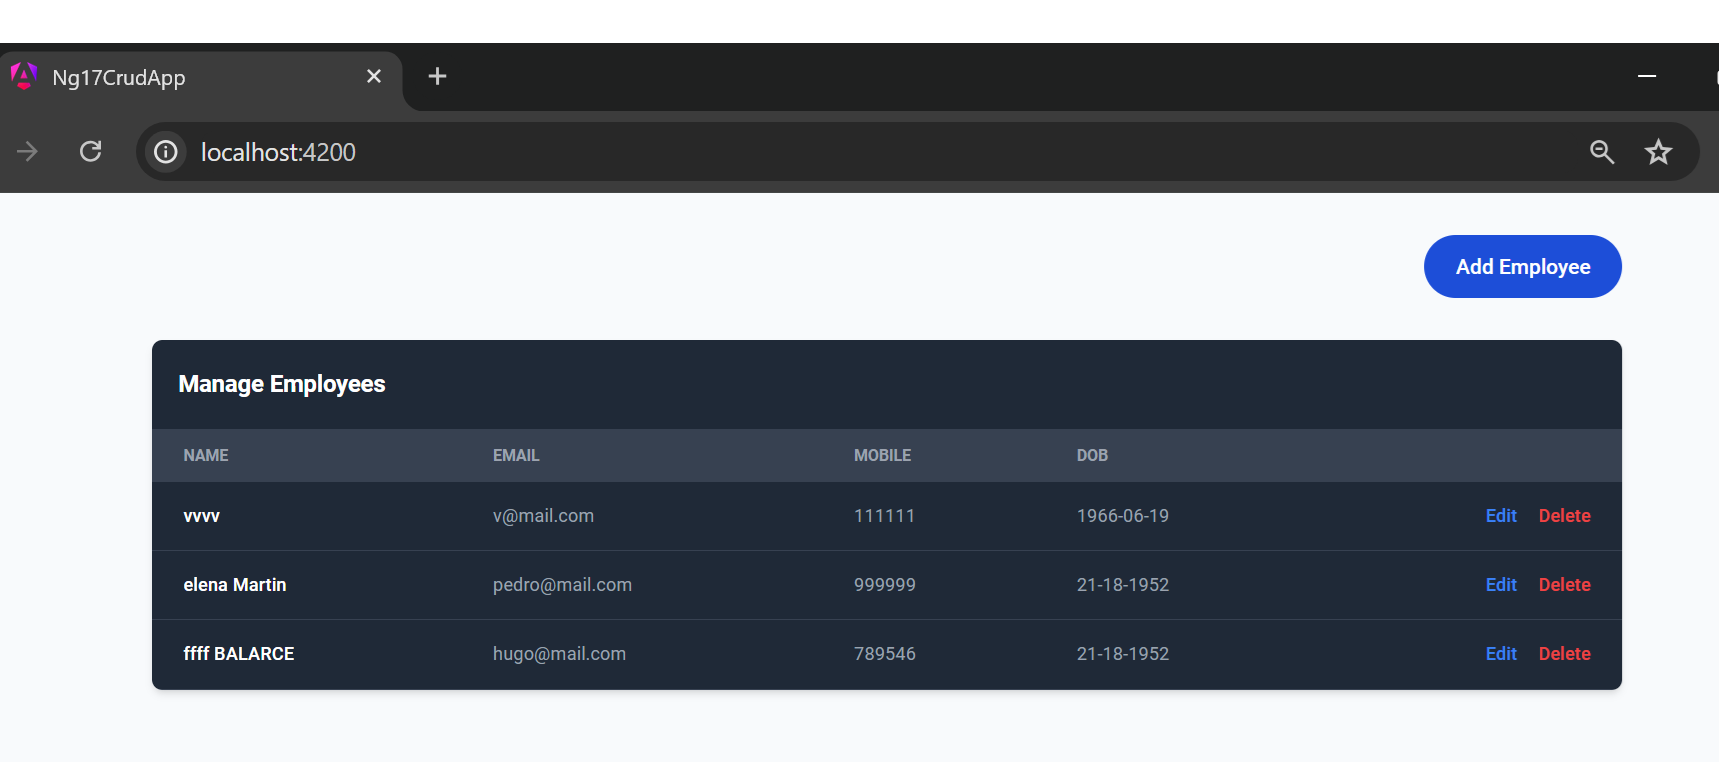 Ng17CrudApp
localhost:4200
Add Employee
Manage Employees
NAME EMAIL MOBILE DOB
vvvv v@mail.com 111111 1966-06-19 Edit Delete
elena Martin pedro@mail.com 999999 21-18-1952 Edit Delete
ffff BALARCE hugo@mail.com 789546 21-18-1952 Edit Delete